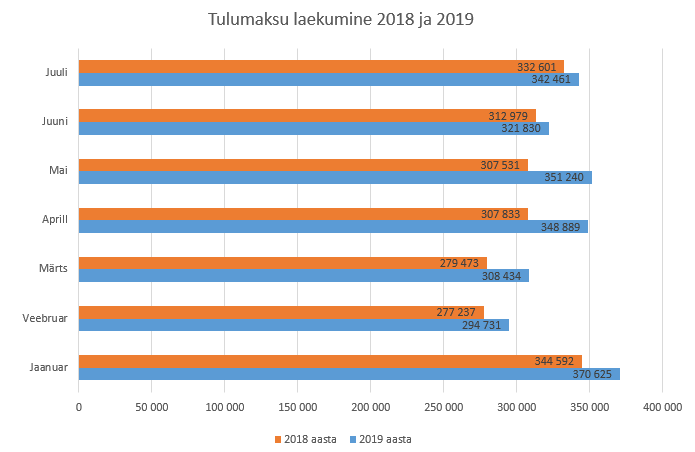 Tulumaksu laekumine 2018 ja 2019
Juuli
332 601
342 461
Juuni
312 979
321 830
Mai
307 531
351 240
Aprill
307 833
348 889
Märts
279 473
308 434
Veebruar
277 237
294 731
Jaanuar
344 592
370 625
0 50 000 100 000 150 000 200 000 250 000 300 000 350 000 400 000
2018 aasta 2019 aasta